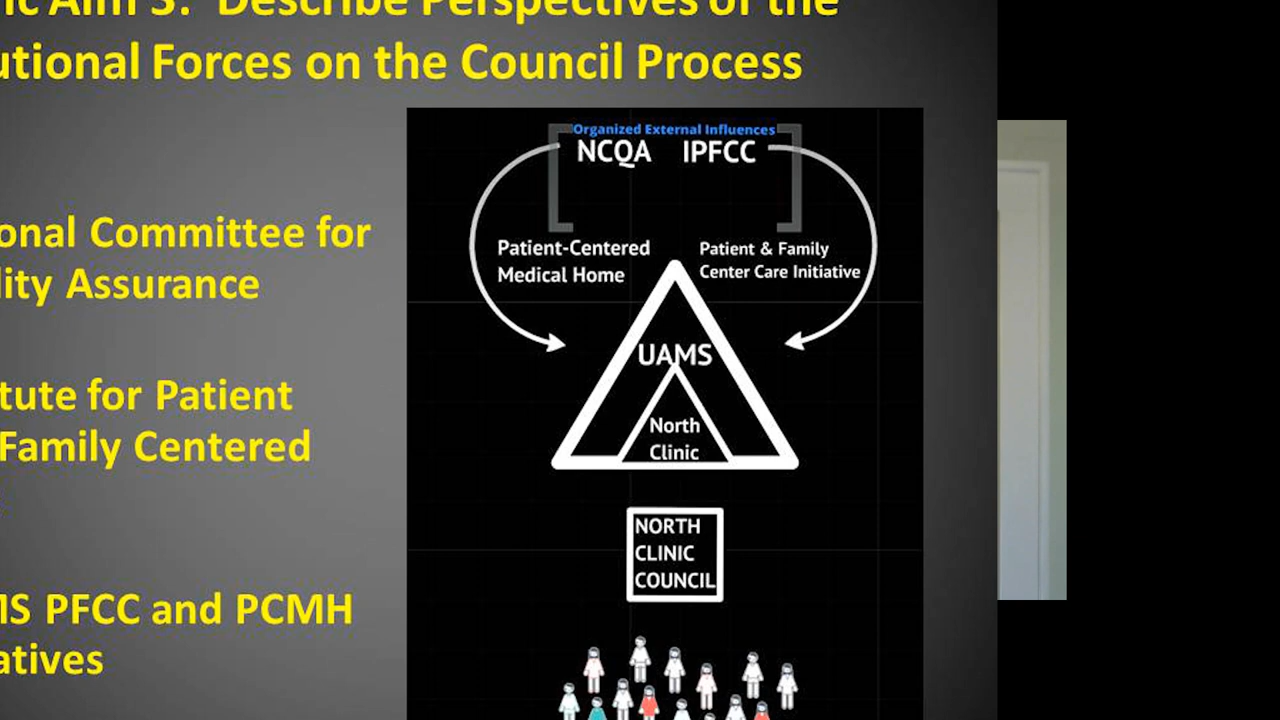 Aim 3: Describe Perspectives of the
utional Forces on the Council Process
Organized External Influences
NCQA IPFCC
onal Committee for
lity Assurance
Patient-Centered
Medical Home
Patient & Family
Center Care Initiative
UAMS
tute for Patient
Family Centered
North
Clinic
NORTH
CLINIC
COUNCIL
MS PFCC and PCMH
atives